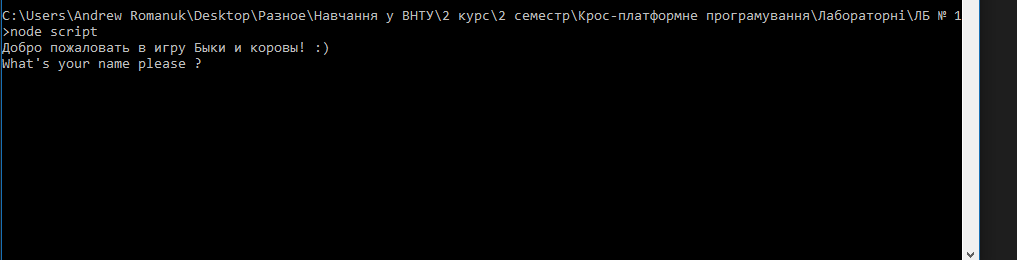 C:\Users\Andrew Romanuk\Desktop\Разное\Навчання у ВНТУ\2 курс\2 семестр\Крос-платформне програмування\Лабораторні\ЛБ № 1
>node script
Добро пожаловать в игру Быки и коровы! :)
What's your name please ?